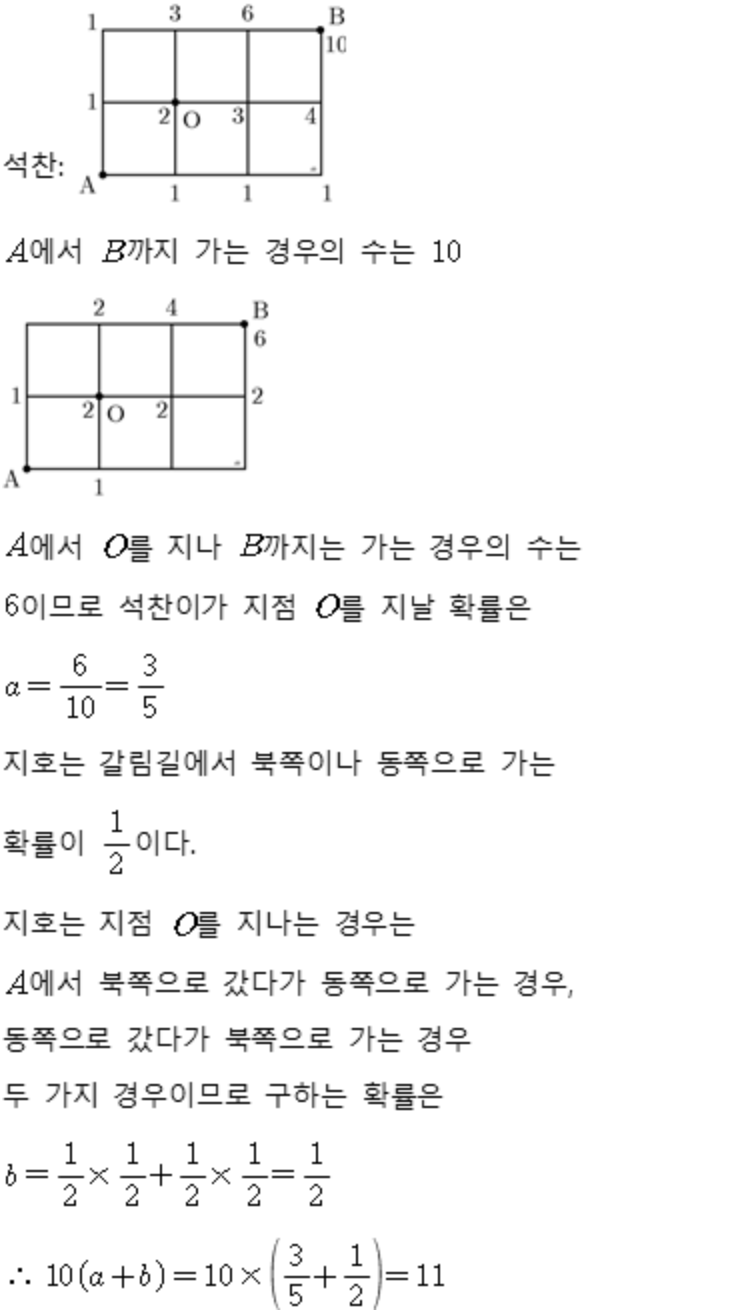 1 3 6 B
10
1
2 O 3 4
석찬:
A
1 1 1
A에서 B까지 가는 경우의 수는 10
2 4 B
6
1 2 O 2 2
A
1
A에서 O를 지나 B까지는 가는 경우의 수는
6이므로 석찬이가 지점 O를 지날 확률은
a = 6/10 = 3/5
지호는 갈림길에서 북쪽이나 동쪽으로 가는
확률이 1/2이다.
지호는 지점 O를 지나는 경우는
A에서 북쪽으로 갔다가 동쪽으로 가는 경우,
동쪽으로 갔다가 북쪽으로 가는 경우
두 가지 경우이므로 구하는 확률은
b = 1/2 × 1/2 + 1/2 × 1/2 = 1/2
∴ 10(a+b) = 10 × (3/5 + 1/2) = 11